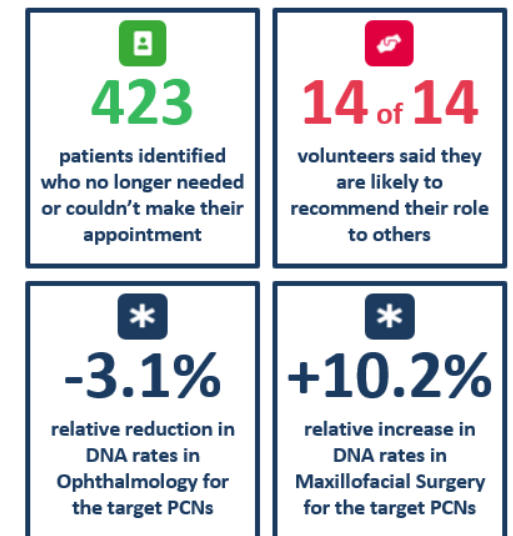 423
patients identified
who no longer needed
or couldn't make their
appointment
14 of 14
volunteers said they
are likely to
recommend their role
to others
-3.1%
relative reduction in
DNA rates in
Ophthalmology for
the target PCNs
+10.2%
relative increase in
DNA rates in
Maxillofacial Surgery
for the target PCNs